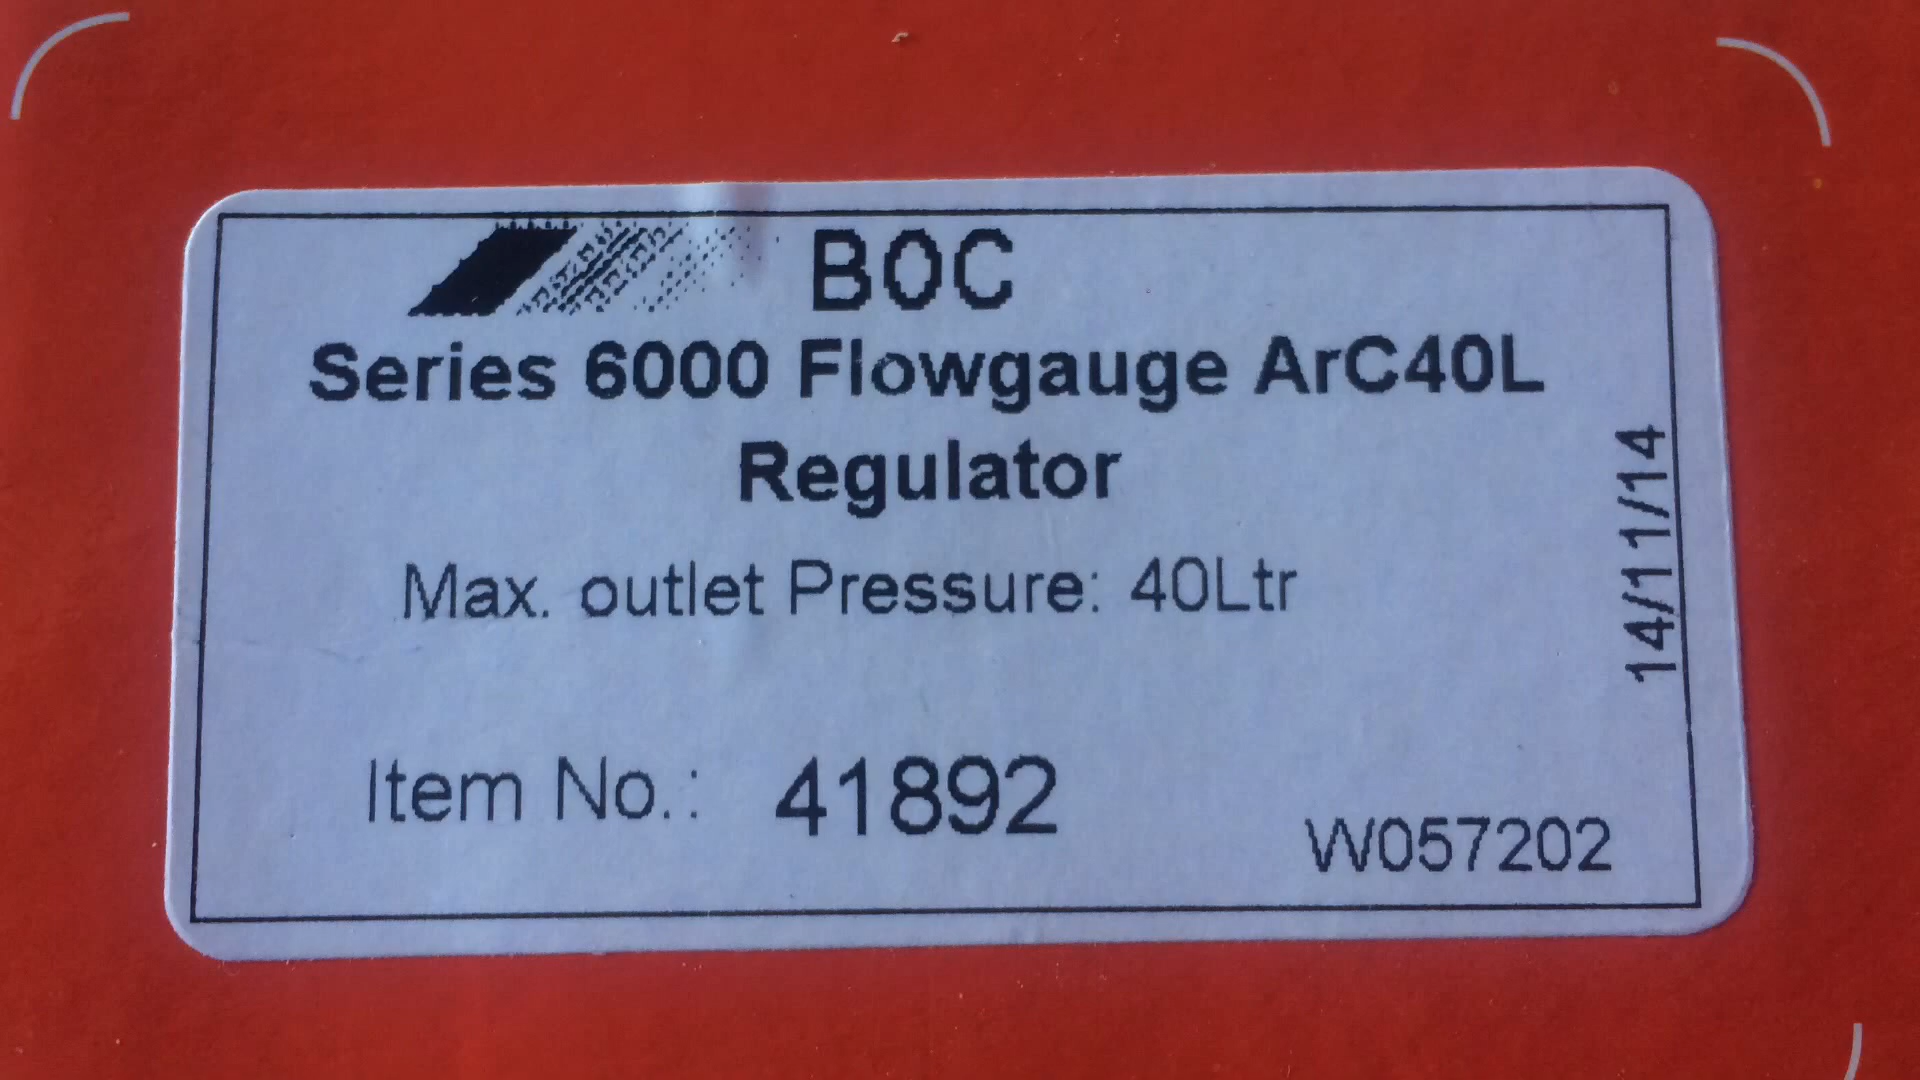 BOC
Series 6000 Flowgauge ArC40L
Regulator
Max. outlet Pressure: 40Ltr
14/11/14
Item No.: 41892
W057202